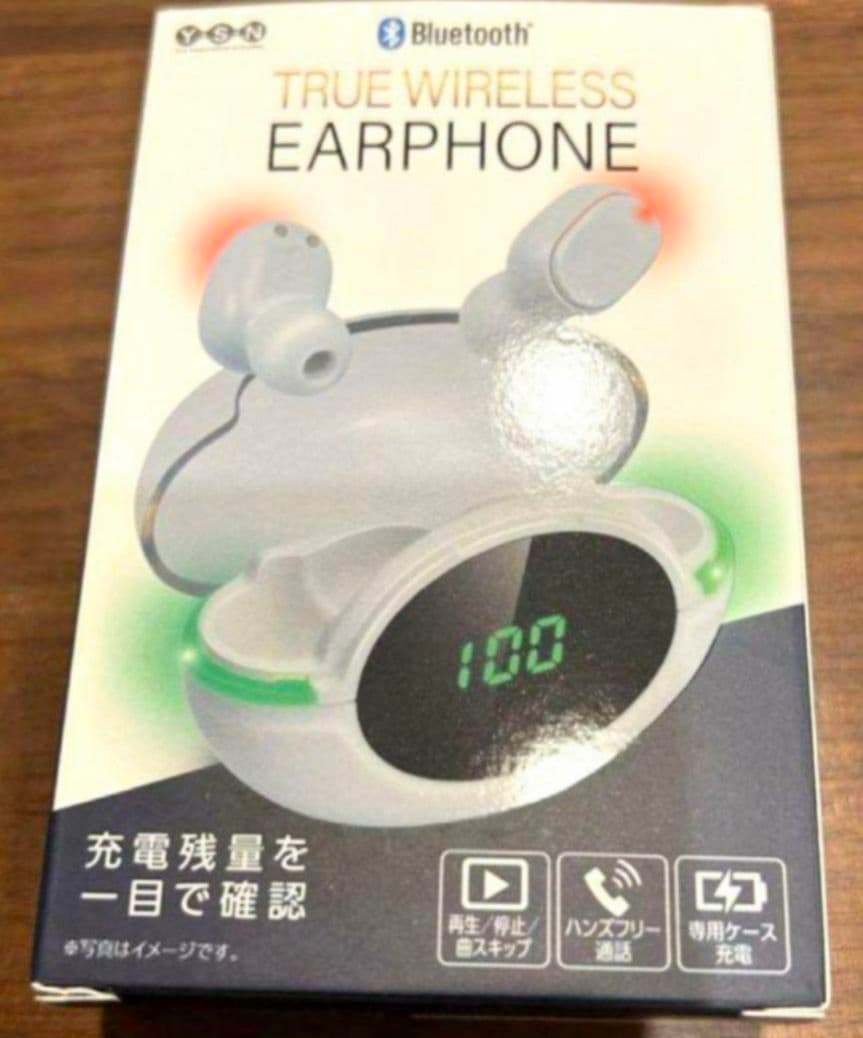 YSN
Bluetooth®
TRUE WIRELESS
EARPHONE
100
充電残量を
一目で確認
※写真はイメージです。
再生/停止/
曲スキップ
ハンズフリー
通話
専用ケース
充電